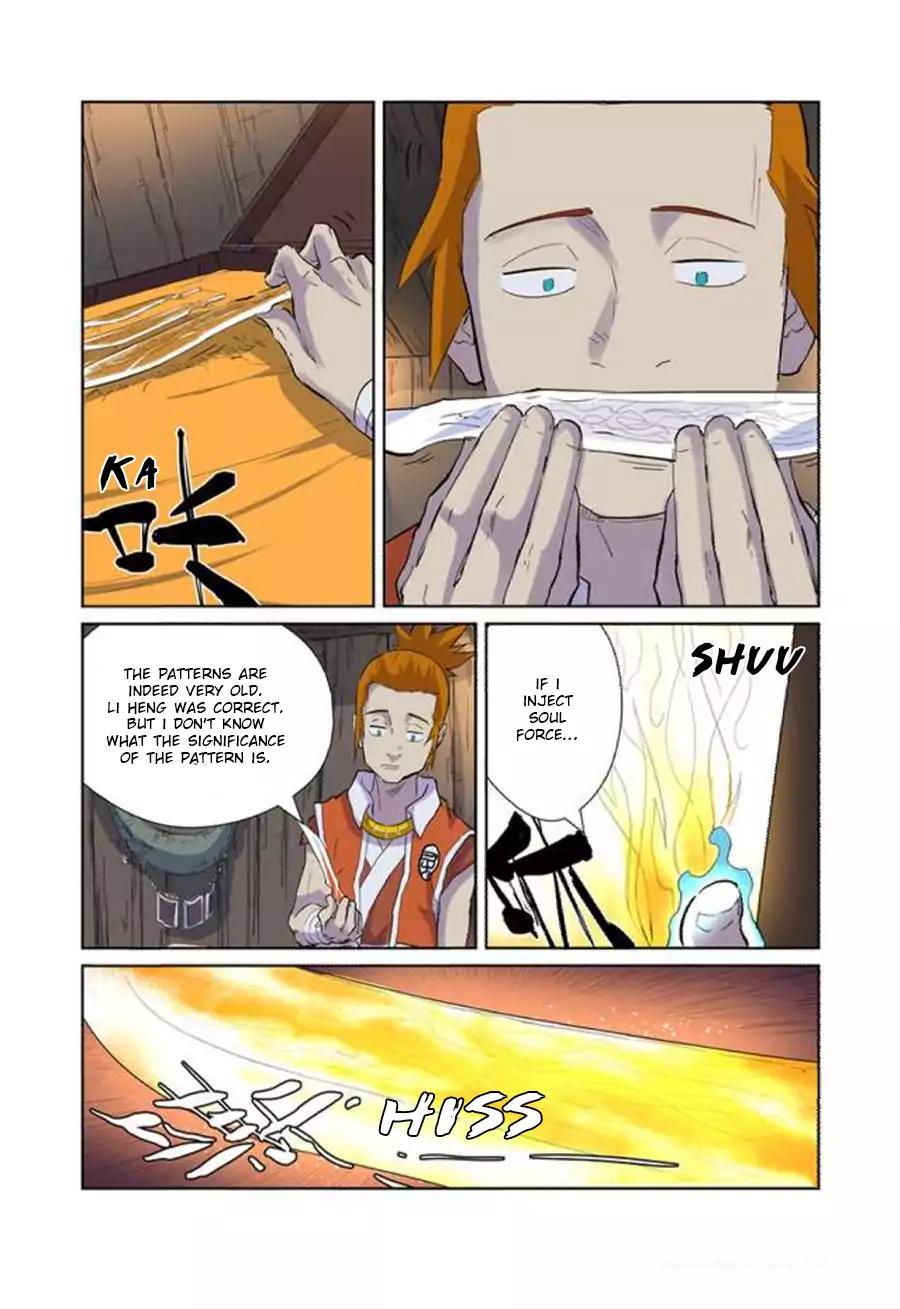 KA
咔
THE PATTERNS ARE
INDEED VERY OLD.
LI HENG WAS CORRECT.
BUT I DON'T KNOW
WHAT THE SIGNIFICANCE
OF THE PATTERN IS.
IF I
INJECT
SOUL
FORCE...
SHUU
HISS